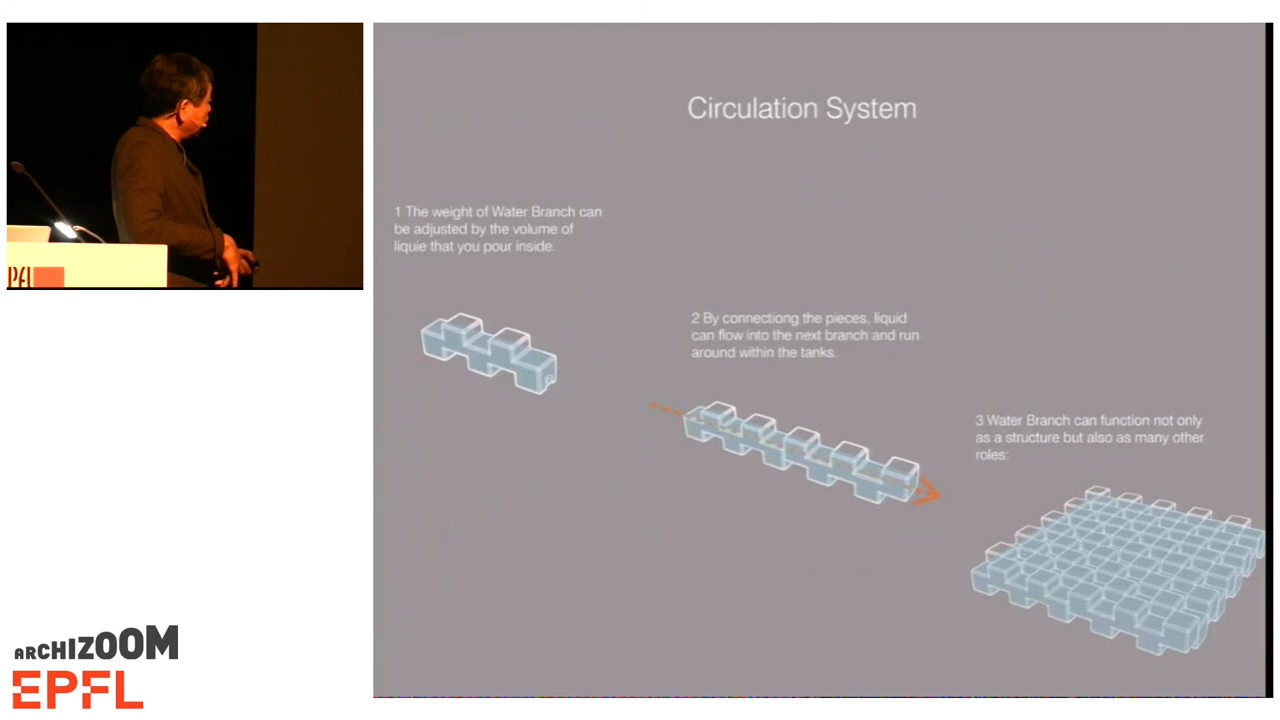 Circulation System
1 The weight of Water Branch can
be adjusted by the volume of
liquie that you pour inside.
2 By connectiong the pieces, liquid
can flow into the next branch and run
around within the tanks.
3 Water Branch can function not only
as a structure but also as many other
roles:
ARCHIZOOM
EPFL